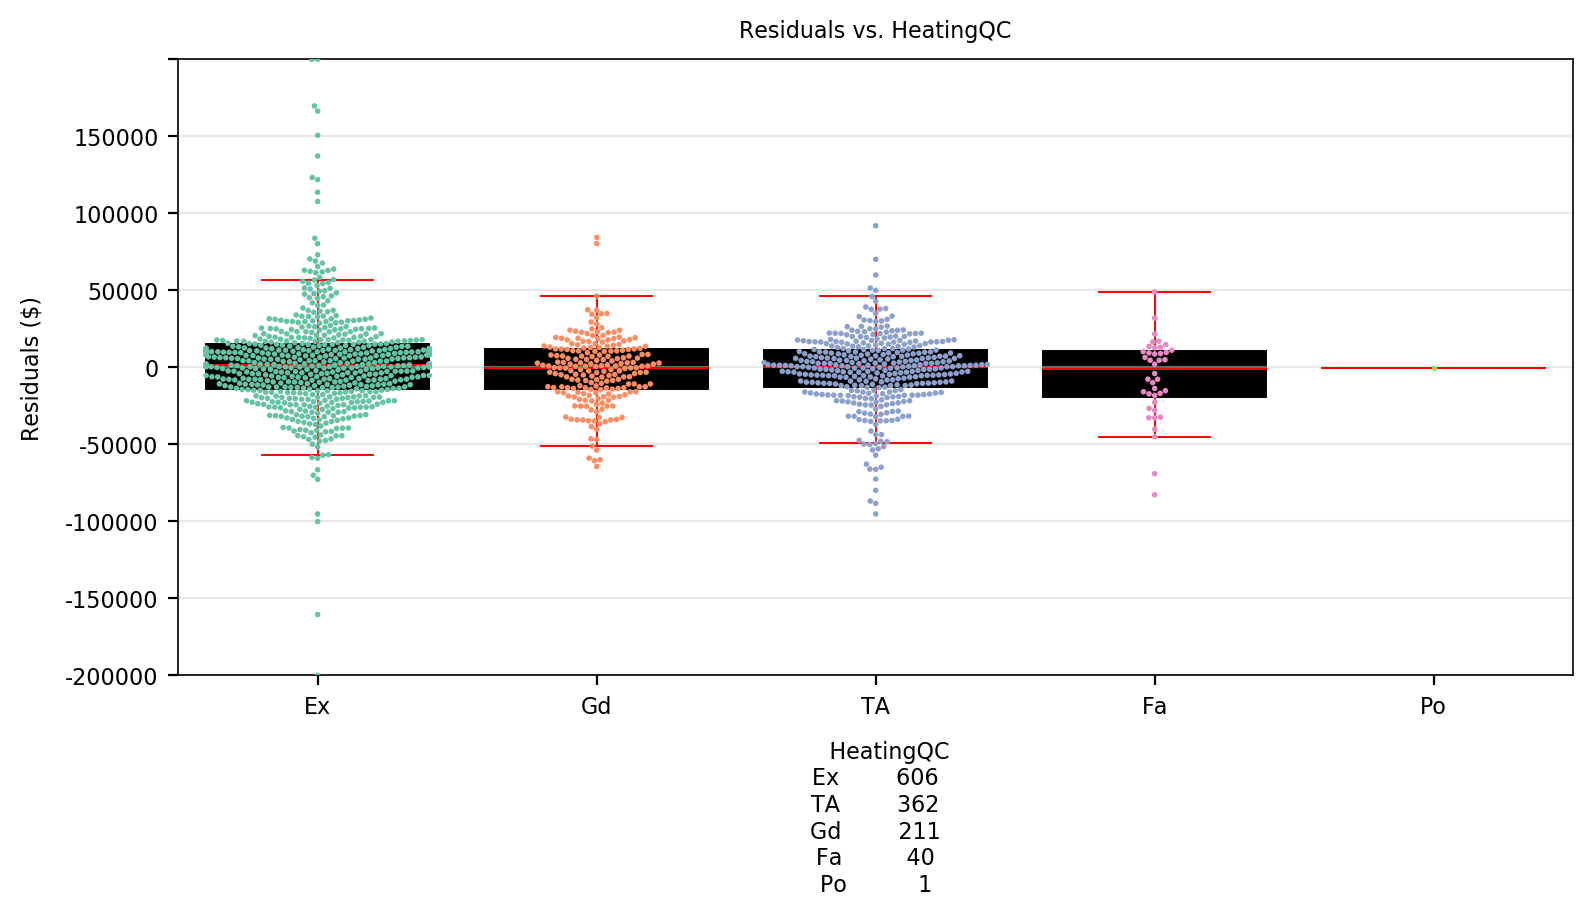 Residuals vs. HeatingQC
Residuals ($)
150000
100000
50000
0
-50000
-100000
-150000
-200000
Ex Gd TA Fa Po
HeatingQC
Ex 606
TA 362
Gd 211
Fa 40
Po 1